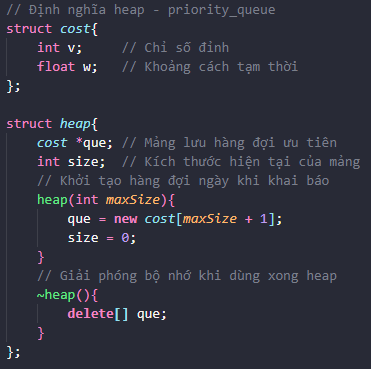 // Định nghĩa heap - priority_queue
struct cost{
    int v;     // Chỉ số đỉnh
    float w;   // Khoảng cách tạm thời
};

struct heap{
    cost *que; // Mảng lưu hàng đợi ưu tiên
    int size;  // Kích thước hiện tại của mảng
    // Khởi tạo hàng đợi ngày khi khai báo
    heap(int maxSize){
        que = new cost[maxSize + 1];
        size = 0;
    }
    // Giải phóng bộ nhớ khi dùng xong heap
    ~heap(){
        delete[] que;
    }
};